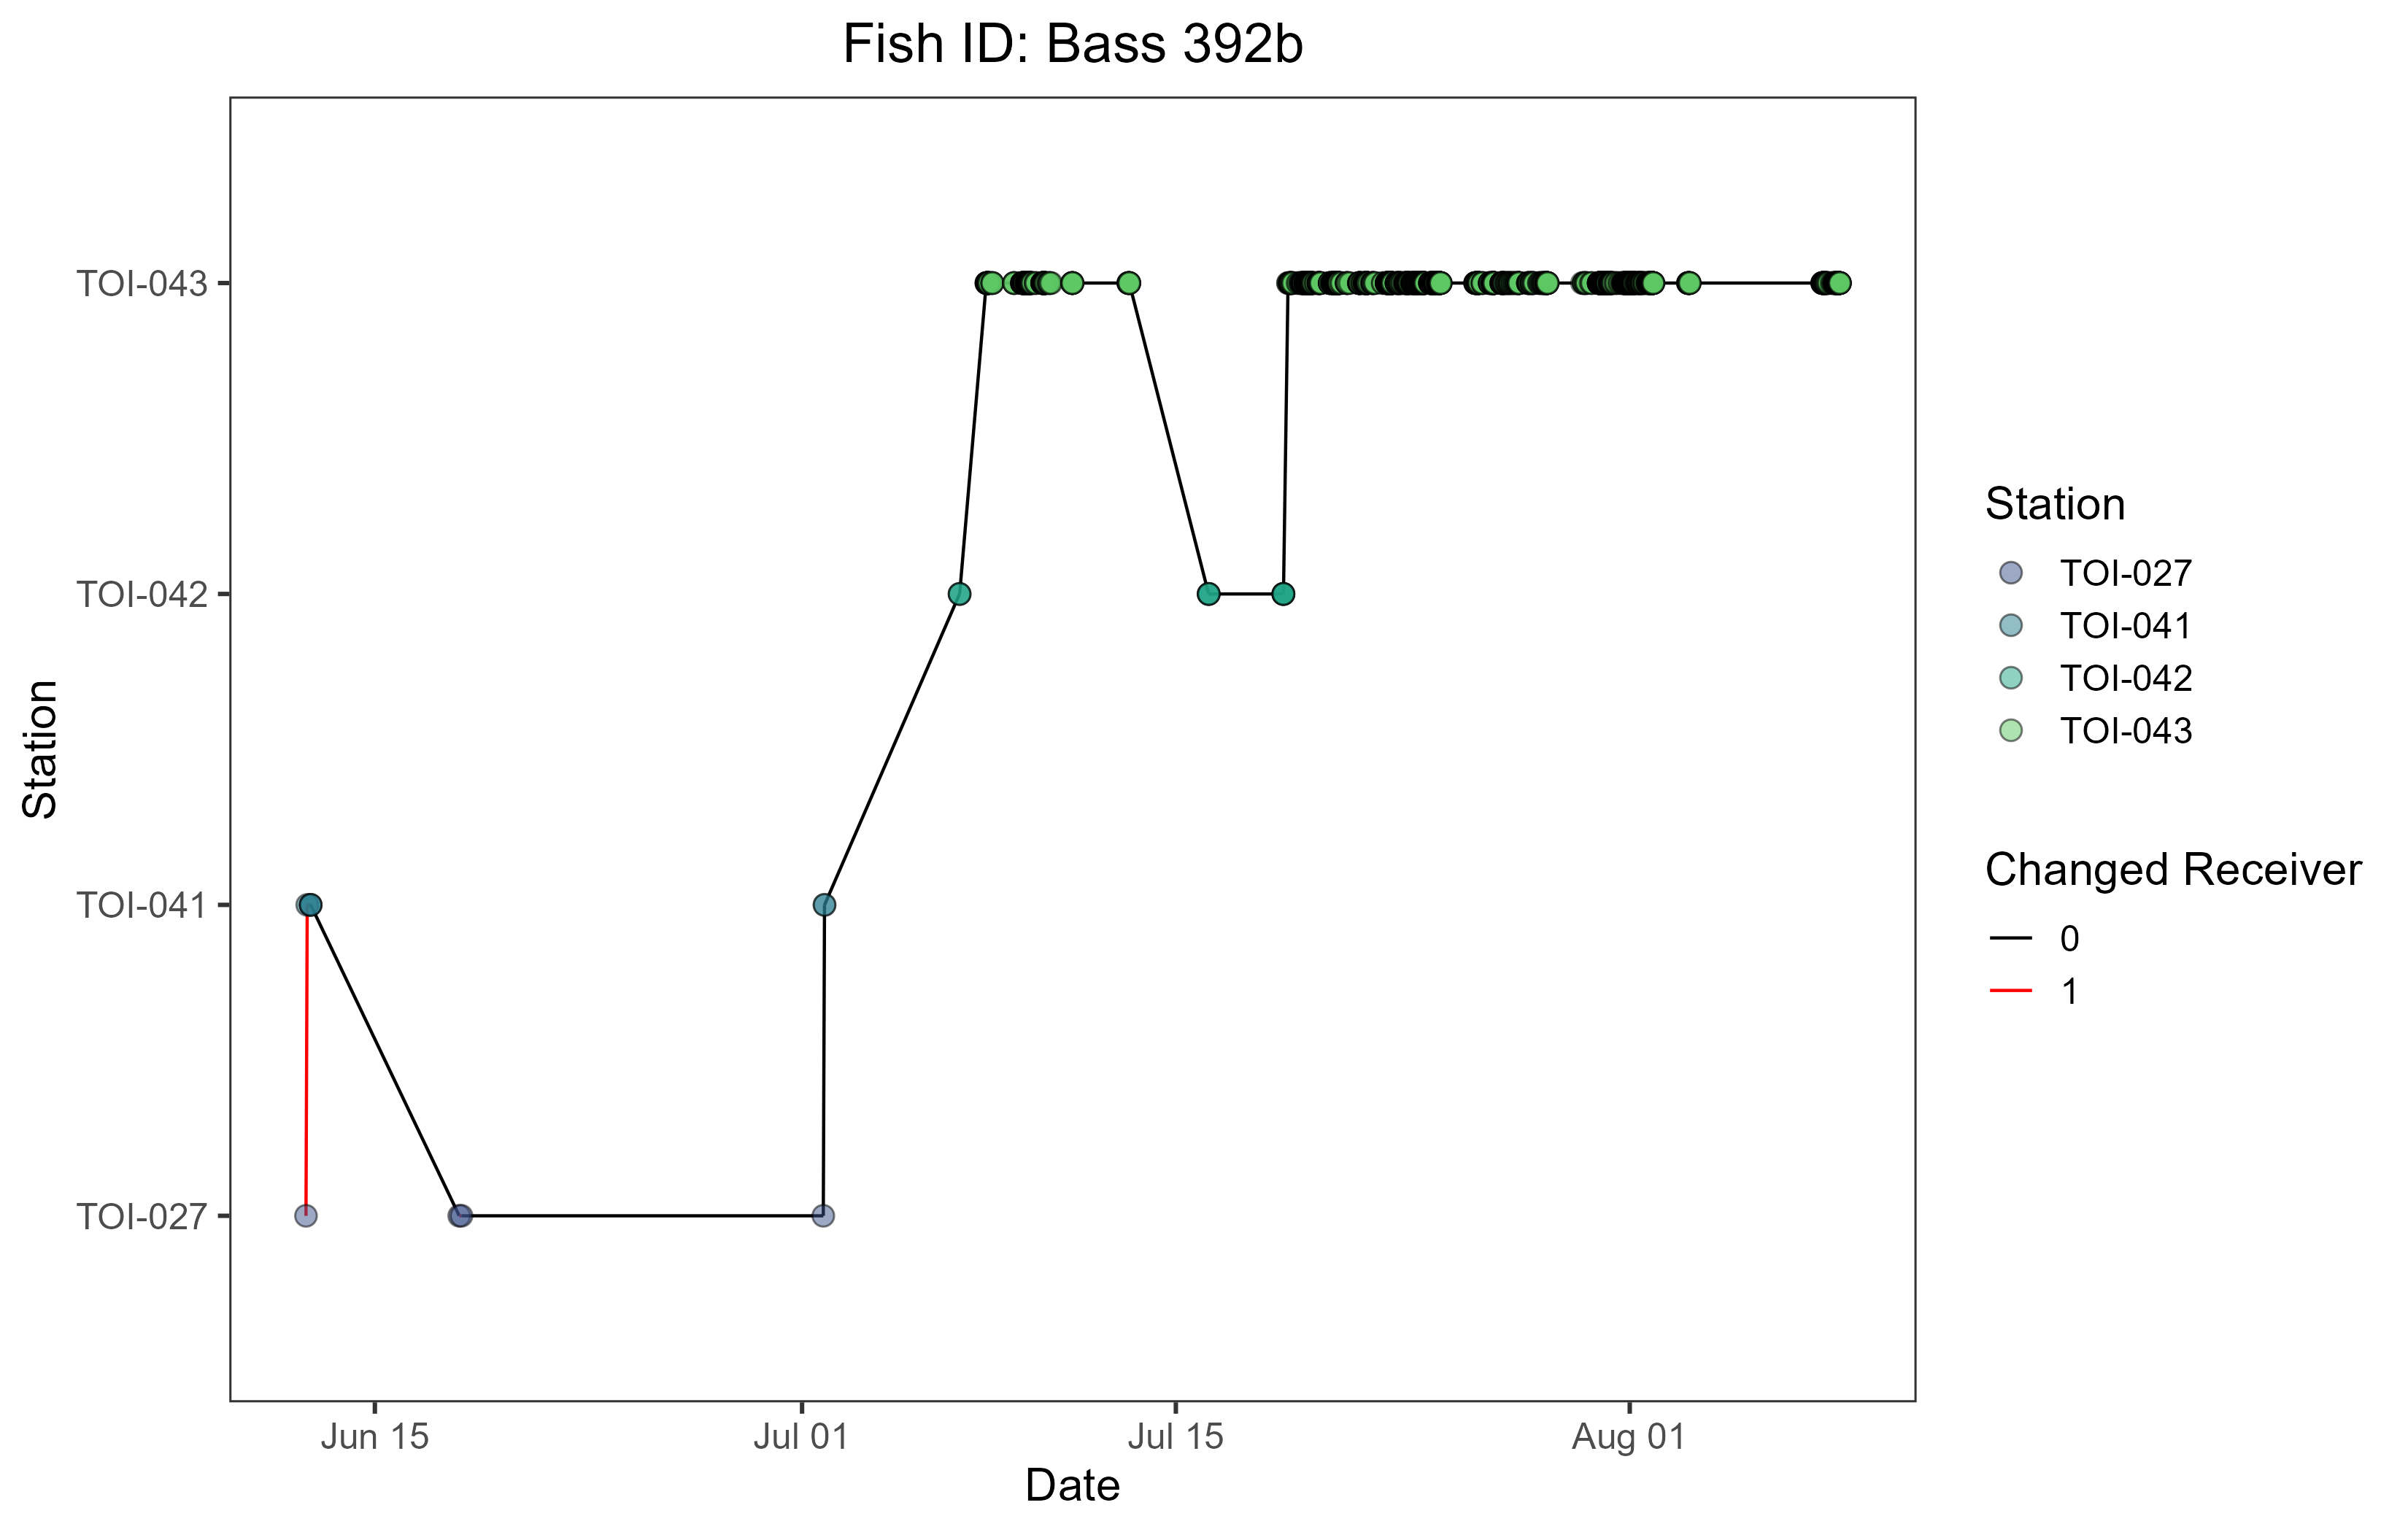 Fish ID: Bass 392b
TOI-043
TOI-042
TOI-041
TOI-027
Station
Jun 15
Jul 01
Jul 15
Aug 01
Date
Station
TOI-027
TOI-041
TOI-042
TOI-043
Changed Receiver
0
1